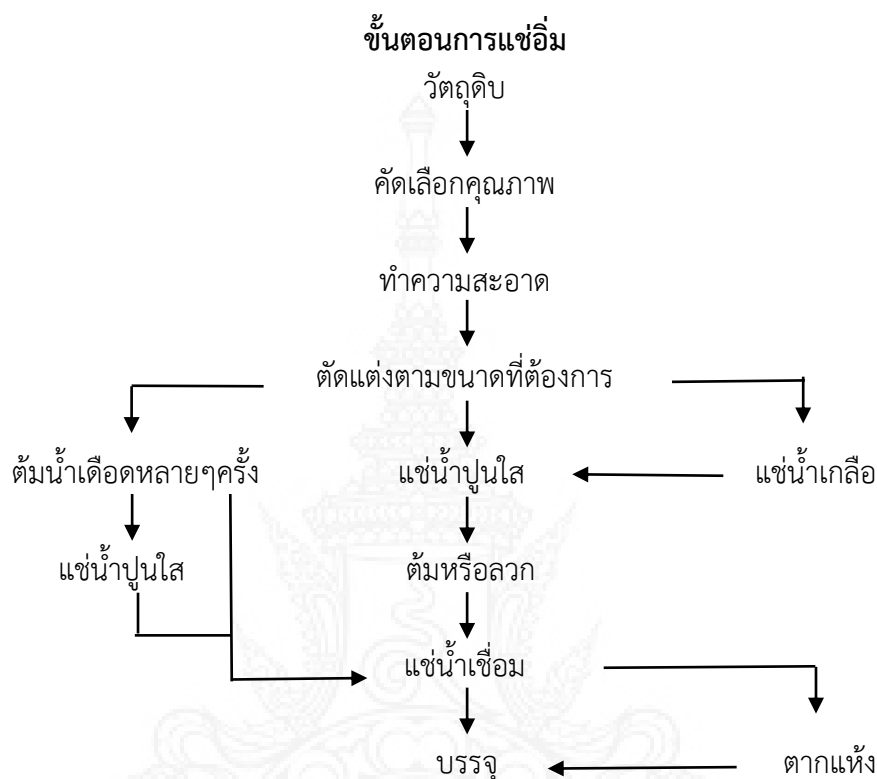 ขั้นตอนการแช่อิ่ม
วัตถุดิบ
คัดเลือกคุณภาพ
ทำความสะอาด
ตัดแต่งตามขนาดที่ต้องการ
ต้มน้ำเดือดหลายๆครั้ง
แช่น้ำปูนใส
แช่น้ำเกลือ
แช่น้ำปูนใส
ต้มหรือลวก
แช่น้ำเชื่อม
บรรจุ
ตากแห้ง